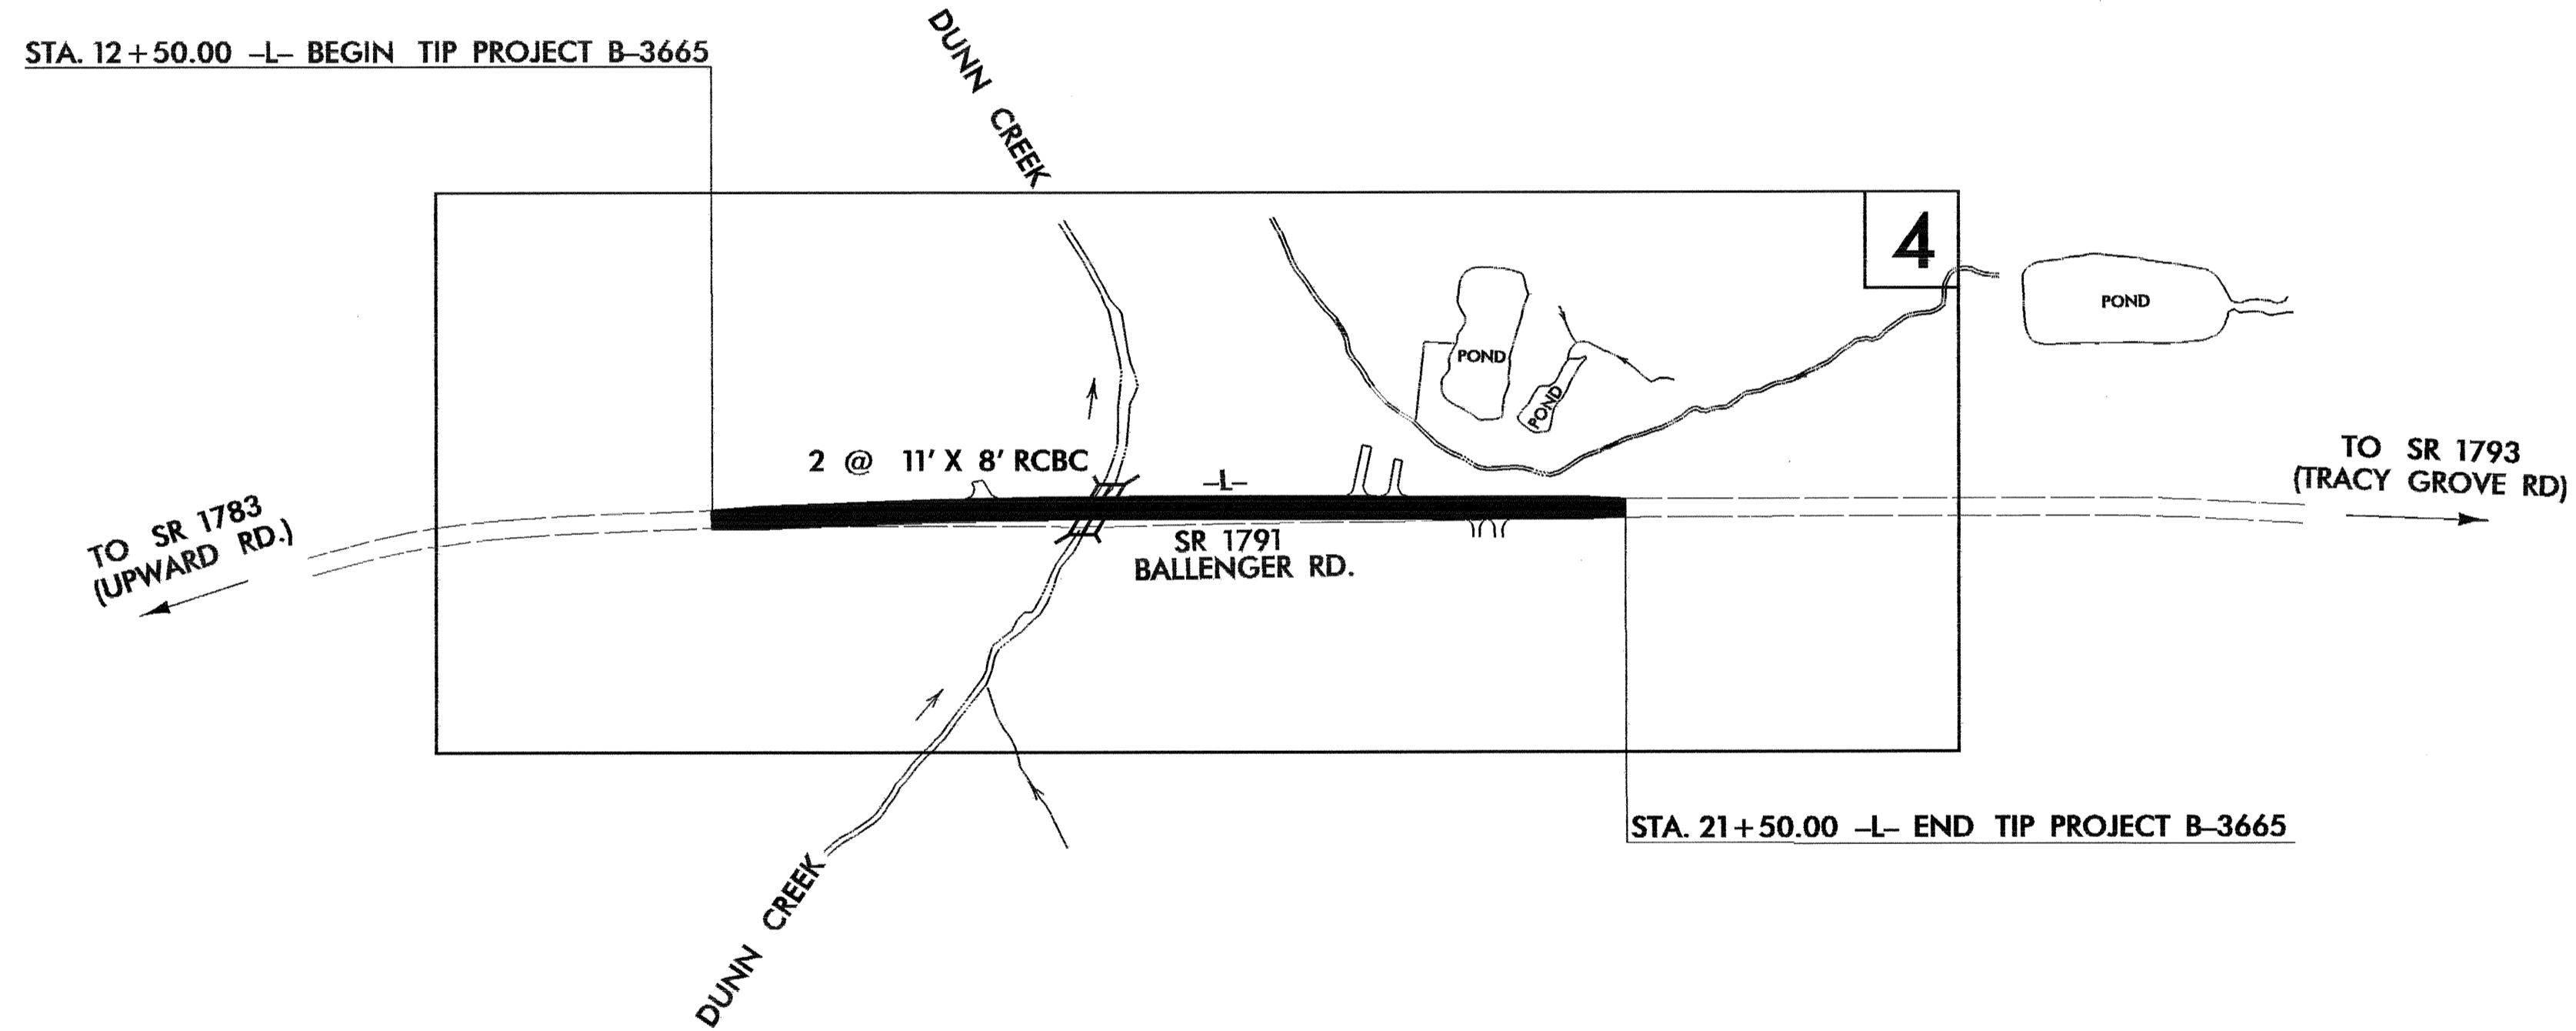 STA. 12+50.00 -L- BEGIN TIP PROJECT B-3665
DUNN CREEK
4
POND
POND
POND
2 @ 11' X 8' RCBC
-L-
TO SR 1783
(UPWARD RD.)
SR 1791
BALLENGER RD.
TO SR 1793
(TRACY GROVE RD)
STA. 21+50.00 -L- END TIP PROJECT B-3665
DUNN CREEK